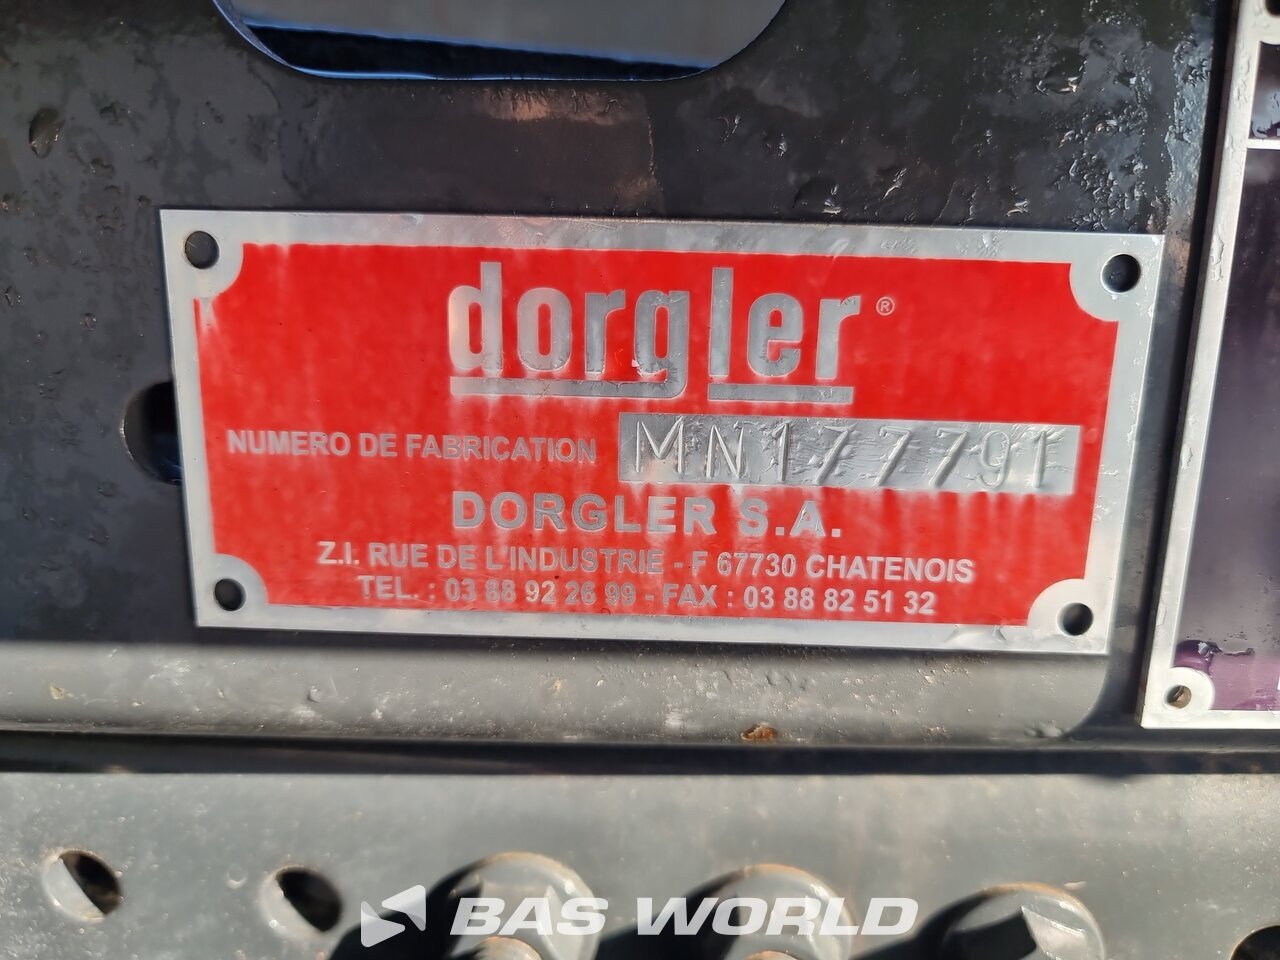 dorgler®
NUMERO DE FABRICATION MN177791
DORGLER S.A.
Z.I. RUE DE L'INDUSTRIE - F 67730 CHATENOIS
TEL. : 03 88 92 26 99 - FAX : 03 88 82 51 32
BAS WORLD